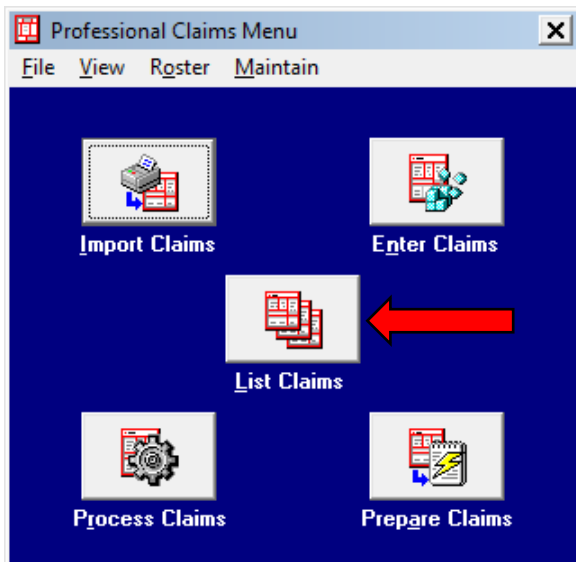 Professional Claims Menu
File View Roster Maintain
Import Claims
Enter Claims
List Claims
Process Claims
Prepare Claims